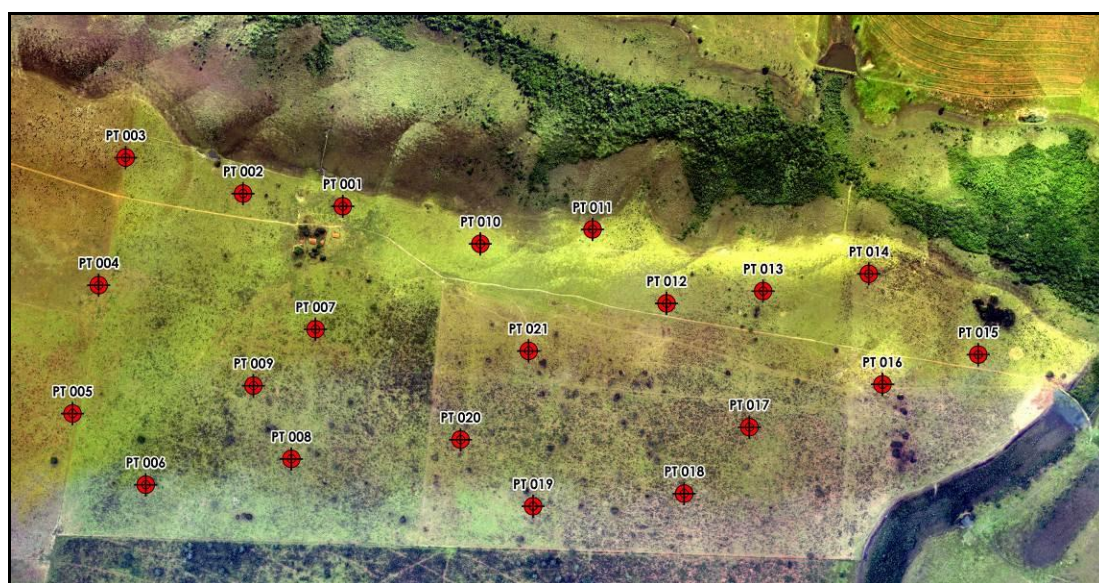 PT 003
PT 002
PT 001
PT 011
PT 010
PT 014
PT 004
PT 013
PT 012
PT 007
PT 021
PT 015
PT 009
PT 016
PT 005
PT 020
PT 017
PT 008
PT 006
PT 018
PT 019